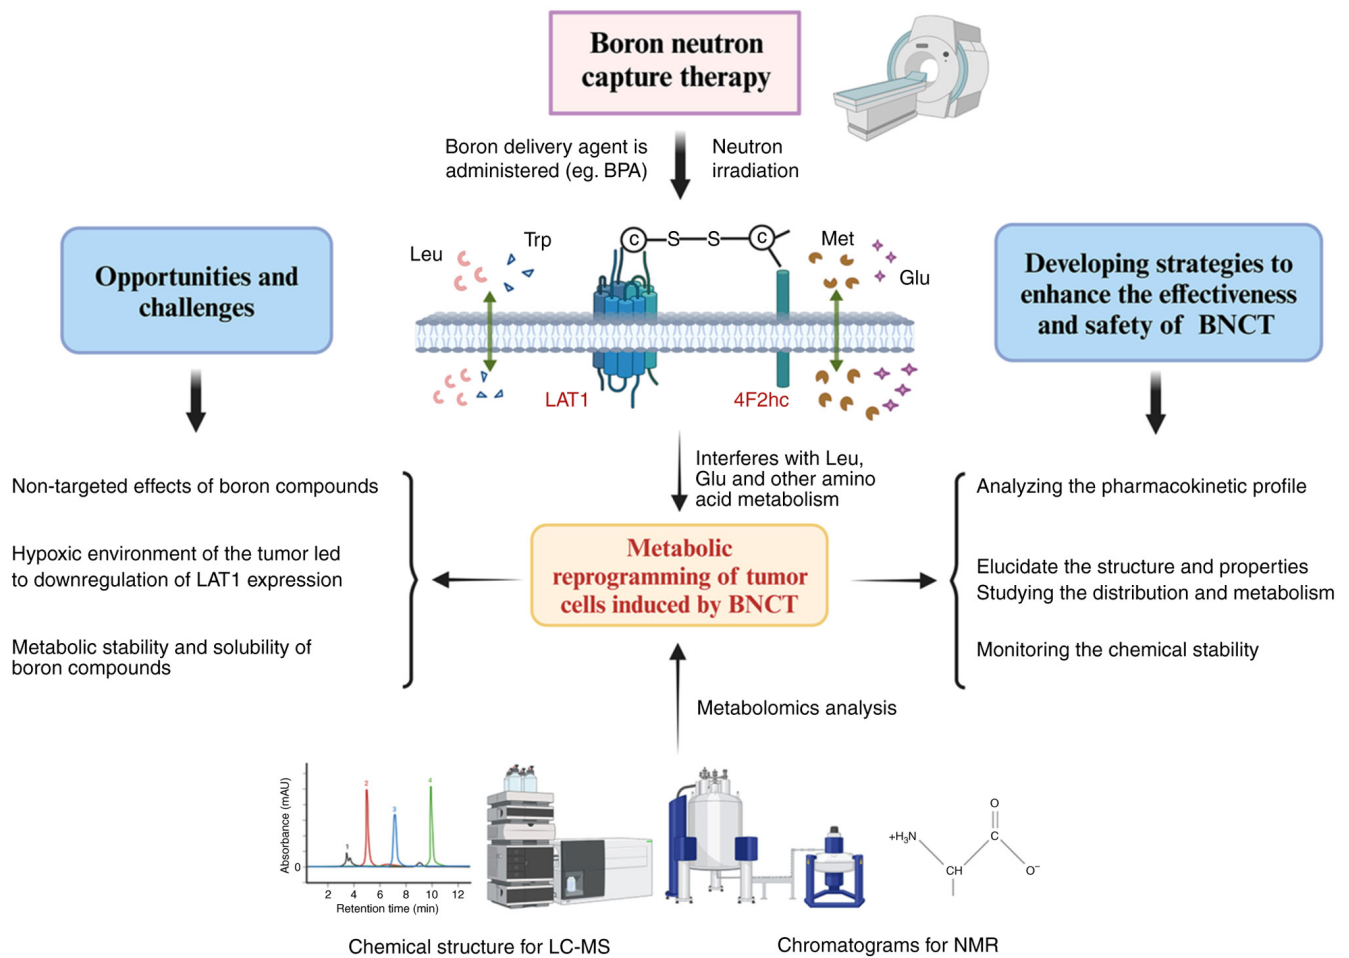 Boron neutron
capture therapy
Boron delivery agent is
administered (eg. BPA)
Neutron
irradiation
Opportunities and
challenges
Leu
Trp
C
S
S
C
Met
Glu
LAT1
4F2hc
Developing strategies to
enhance the effectiveness
and safety of BNCT
Interferes with Leu,
Glu and other amino
acid metabolism
Non-targeted effects of boron compounds
Hypoxic environment of the tumor led
to downregulation of LAT1 expression
Metabolic stability and solubility of
boron compounds
Metabolic
reprogramming of tumor
cells induced by BNCT
Analyzing the pharmacokinetic profile
Elucidate the structure and properties
Studying the distribution and metabolism
Monitoring the chemical stability
Metabolomics analysis
Absorbance (mAU)
0
1
2
3
4
2 4 6 8 10 12
Retention time (min)
+H₃N
CH
C
O
O⁻
Chemical structure for LC-MS
Chromatograms for NMR